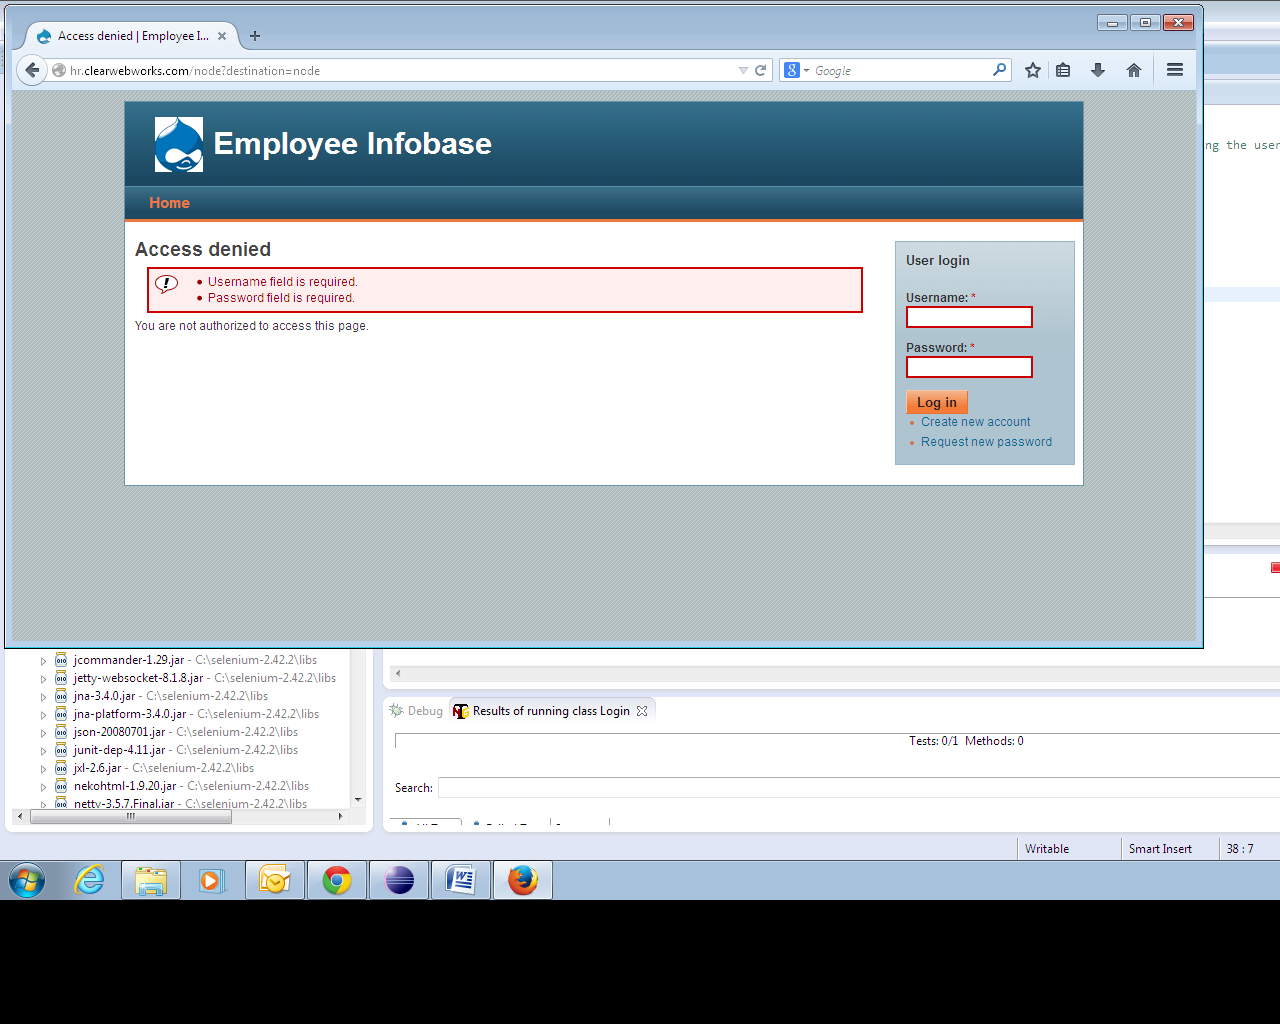 Access denied | Employee I...
hr.clearwebworks.com/node?destination=node
Google
Employee Infobase
Home
Access denied
Username field is required.
Password field is required.
You are not authorized to access this page.
User login
Username: *
Password: *
Log in
Create new account
Request new password
ng the user
jcommander-1.29.jar - C:\selenium-2.42.2\libs
jetty-websocket-8.1.8.jar - C:\selenium-2.42.2\libs
jna-3.4.0.jar - C:\selenium-2.42.2\libs
jna-platform-3.4.0.jar - C:\selenium-2.42.2\libs
json-20080701.jar - C:\selenium-2.42.2\libs
junit-dep-4.11.jar - C:\selenium-2.42.2\libs
jxl-2.6.jar - C:\selenium-2.42.2\libs
nekohtml-1.9.20.jar - C:\selenium-2.42.2\libs
netty-3.5.7.Final.jar - C:\selenium-2.42.2\libs
Debug
Results of running class Login
Tests: 0/1 Methods: 0
Search:
Writable
Smart Insert
38 : 7